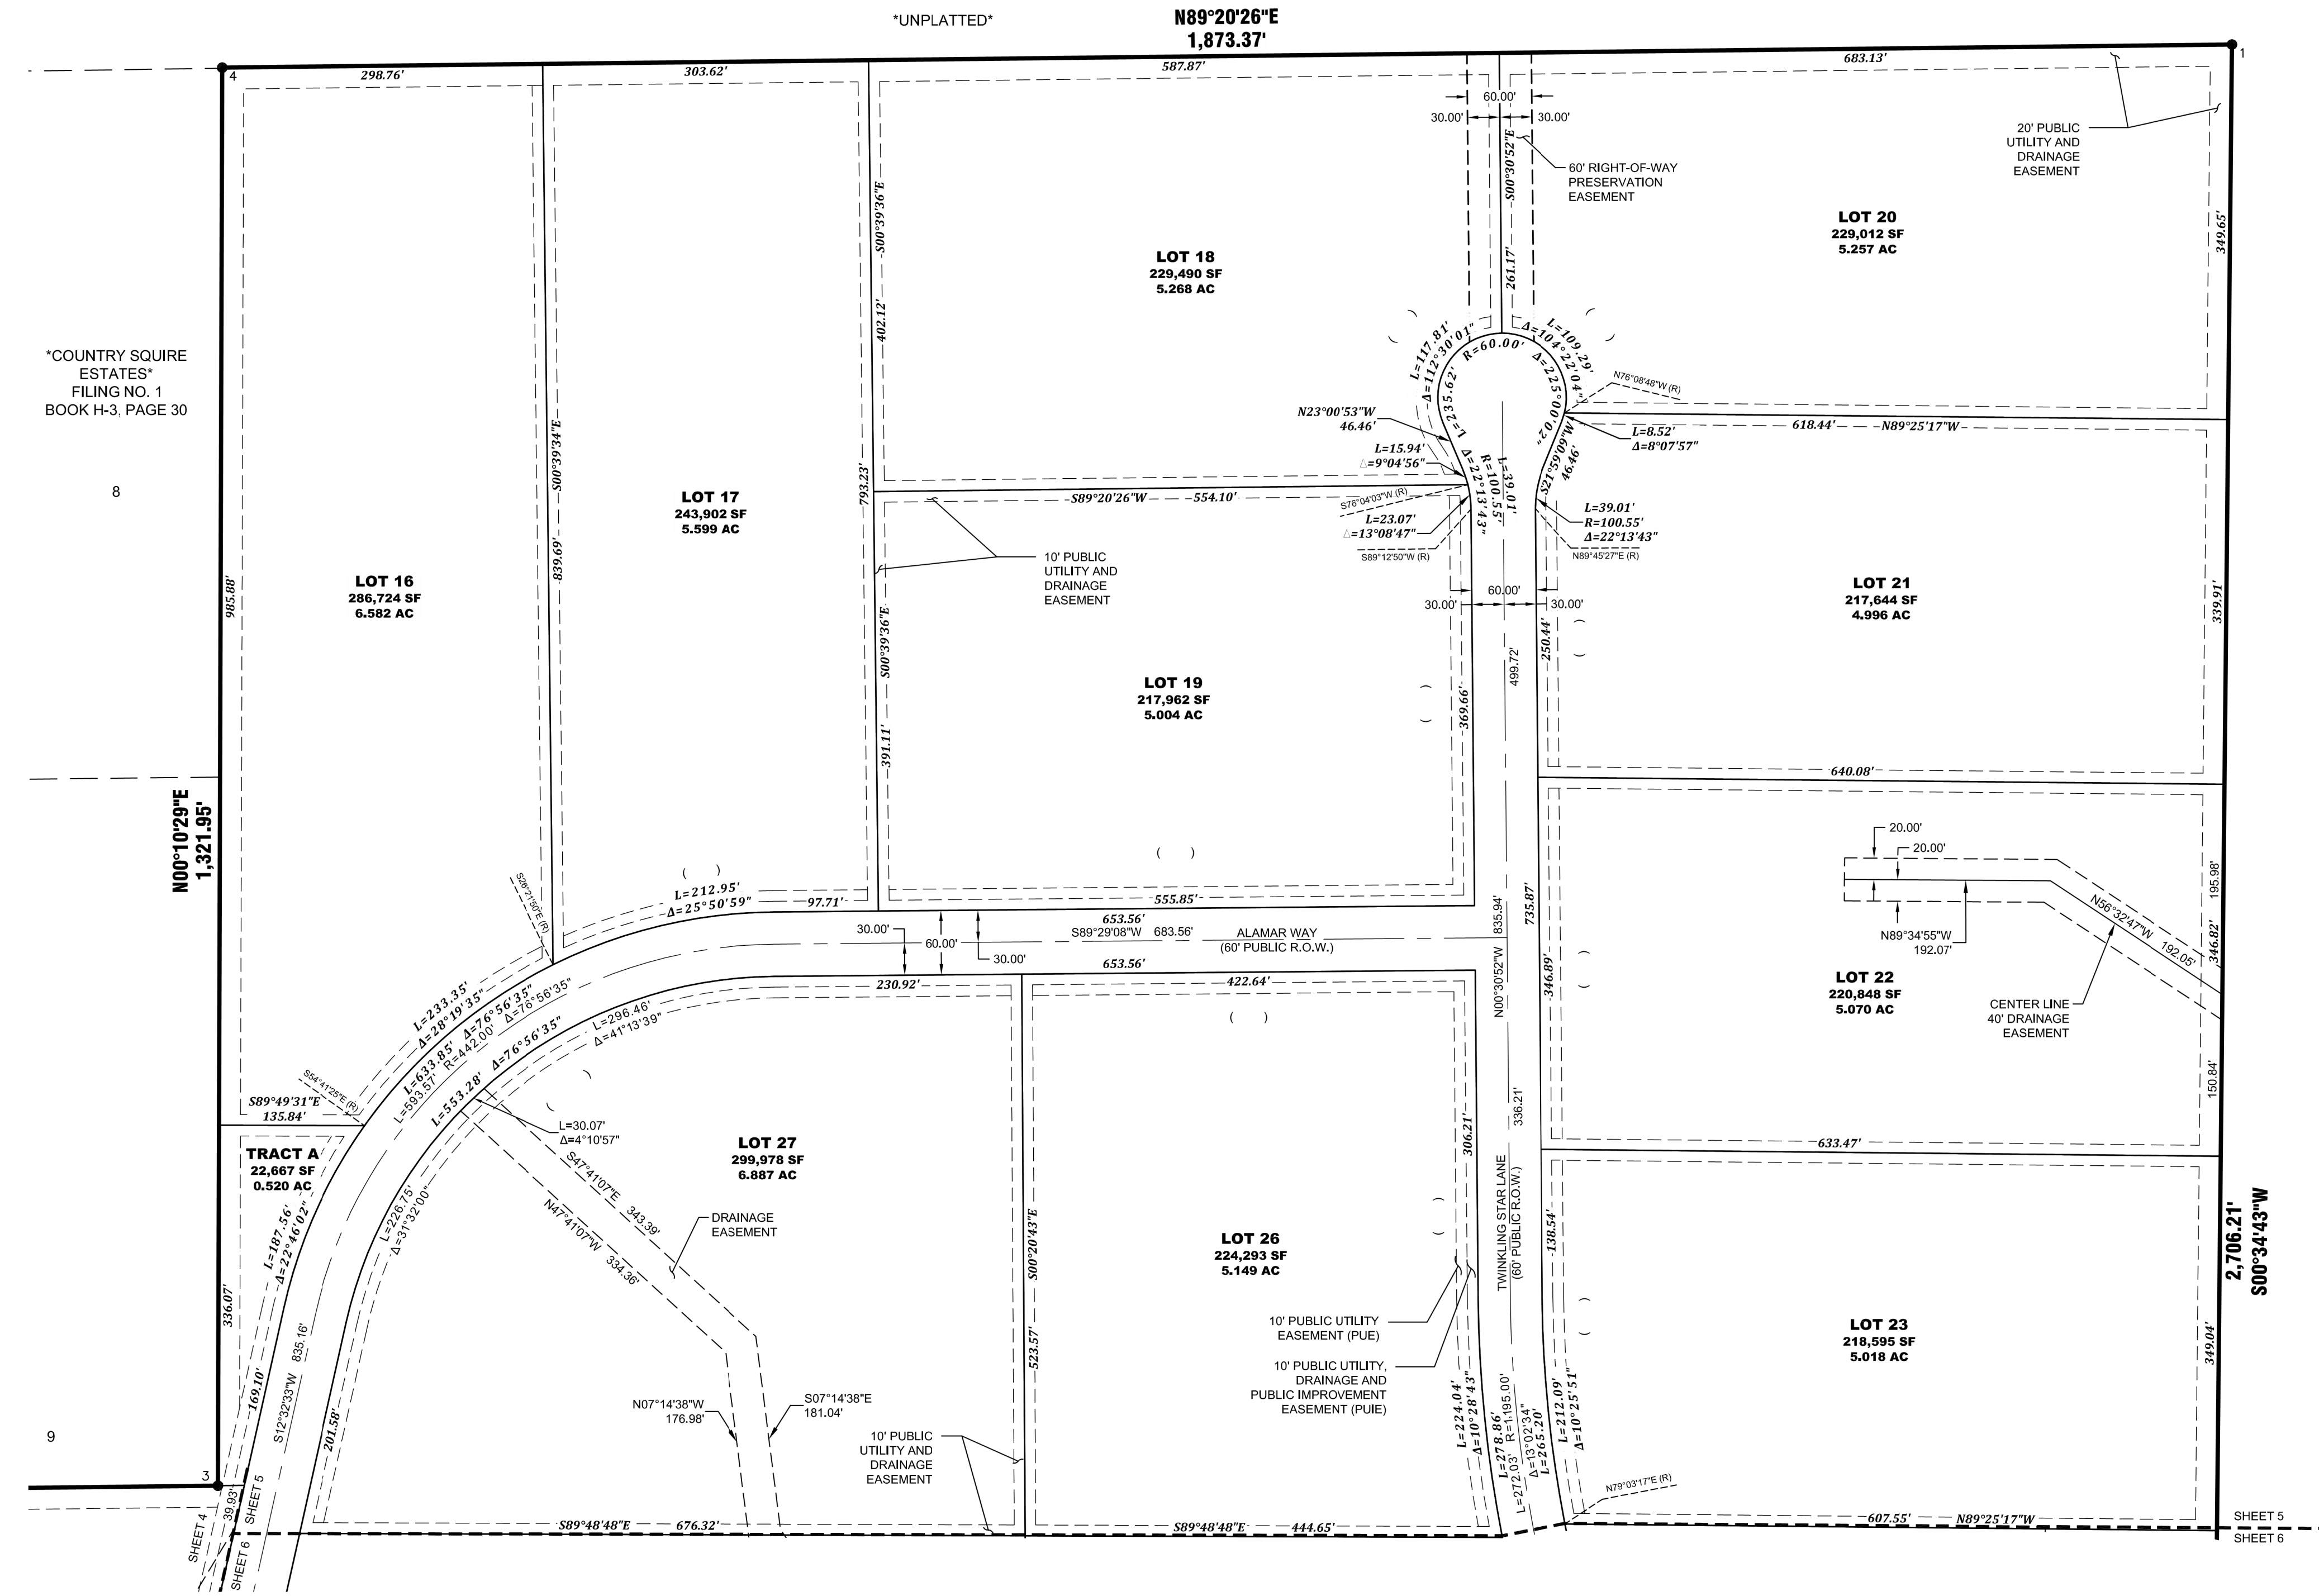 *UNPLATTED*
N89°20'26"E
1,873.37'
4
298.76'
303.62'
587.87'
683.13'
1
60.00'
30.00'
30.00'
S00°30'52"E
261.17'
60' RIGHT-OF-WAY
PRESERVATION
EASEMENT
20' PUBLIC
UTILITY AND
DRAINAGE
EASEMENT
LOT 20
229,012 SF
5.257 AC
349.65'
LOT 18
229,490 SF
5.268 AC
S00°39'36"E
402.12'
*COUNTRY SQUIRE
ESTATES*
FILING NO. 1
BOOK H-3, PAGE 30
8
L=117.81'
Δ=112°30'01"
R=60.00'
L=235.62'
Δ=225°00'02"
L=109.29'
Δ=104°22'04"
N76°08'48"W (R)
N23°00'53"W
46.46'
L=15.94'
△=9°04'56"
L=8.52'
Δ=8°07'57"
618.44'
N89°25'17"W
S21°59'09"W
46.46'
Δ=22°13'43"
R=100.55'
L=39.01'
S89°20'26"W
554.10'
S76°04'03"W (R)
L=23.07'
△=13°08'47"
S89°12'50"W (R)
L=39.01'
R=100.55'
Δ=22°13'43"
N89°45'27"E (R)
S00°39'34"E
839.69'
793.23'
LOT 17
243,902 SF
5.599 AC
10' PUBLIC
UTILITY AND
DRAINAGE
EASEMENT
LOT 16
286,724 SF
6.582 AC
985.88'
60.00'
30.00'
30.00'
LOT 21
217,644 SF
4.996 AC
339.91'
S00°39'36"E
391.11'
LOT 19
217,962 SF
5.004 AC
369.66'
499.72'
250.44'
640.08'
N00°10'29"E
1,321.95'
( )
( )
L=212.95'
Δ=25°50'59"
97.71'
555.85'
S26°21'50"E (R)
653.56'
S89°29'08"W 683.56'
ALAMAR WAY
(60' PUBLIC R.O.W.)
653.56'
30.00'
60.00'
30.00'
230.92'
422.64'
( )
N00°30'52"W 835.94'
735.87'
346.89'
20.00'
20.00'
N89°34'55"W
192.07'
N56°32'47"W
192.05'
195.98'
346.82'
LOT 22
220,848 SF
5.070 AC
CENTER LINE
40' DRAINAGE
EASEMENT
150.84'
L=233.35'
Δ=28°19'35"
L=633.85' Δ=76°56'35"
L=593.57' R=442.00' Δ=76°56'35"
L=553.28' Δ=76°56'35"
L=296.46'
Δ=41°13'39"
S54°41'25"E (R)
S89°49'31"E
135.84'
L=30.07'
Δ=4°10'57"
TRACT A
22,667 SF
0.520 AC
LOT 27
299,978 SF
6.887 AC
S47°41'07"E 343.39'
N47°41'07"W 334.36'
DRAINAGE
EASEMENT
L=226.75'
Δ=31°32'00"
L=187.56'
Δ=22°46'02"
336.07'
306.21'
336.21'
633.47'
TWINKLING STAR LANE
(60' PUBLIC R.O.W.)
138.54'
S00°20'43"E
523.57'
LOT 26
224,293 SF
5.149 AC
2,706.21'
S00°34'43"W
LOT 23
218,595 SF
5.018 AC
349.04'
10' PUBLIC UTILITY
EASEMENT (PUE)
10' PUBLIC UTILITY,
DRAINAGE AND
PUBLIC IMPROVEMENT
EASEMENT (PUIE)
N07°14'38"W
176.98'
S07°14'38"E
181.04'
10' PUBLIC
UTILITY AND
DRAINAGE
EASEMENT
169.10'
S12°32'33"W 835.16'
201.58'
L=224.04'
Δ=10°28'43"
L=278.86'
L=272.03' R=1,195.00'
Δ=13°02'34"
L=265.20'
L=212.09'
Δ=10°25'51"
N79°03'17"E (R)
9
3
39.93'
SHEET 5
SHEET 4
SHEET 6
S89°48'48"E
676.32'
S89°48'48"E
444.65'
607.55'
N89°25'17"W
SHEET 5
SHEET 6